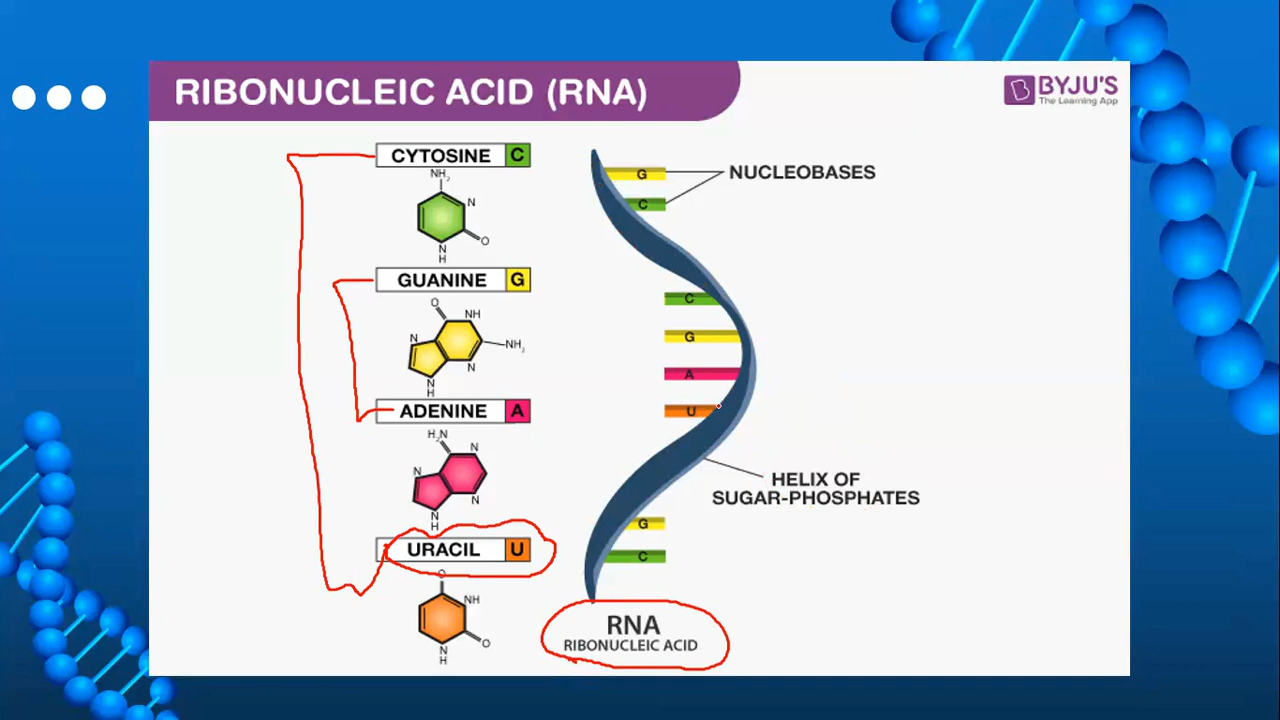 RIBONUCLEIC ACID (RNA)
BYJU'S
The Learning App
CYTOSINE C
NH₂
N
O
N
H
GUANINE G
O
NH
N
NH₂
N
N
H
ADENINE A
H₂N
N
N
N
N
H
URACIL U
O
NH
O
N
H
G
C
NUCLEOBASES
C
G
A
U
HELIX OF
SUGAR-PHOSPHATES
G
C
RNA
RIBONUCLEIC ACID